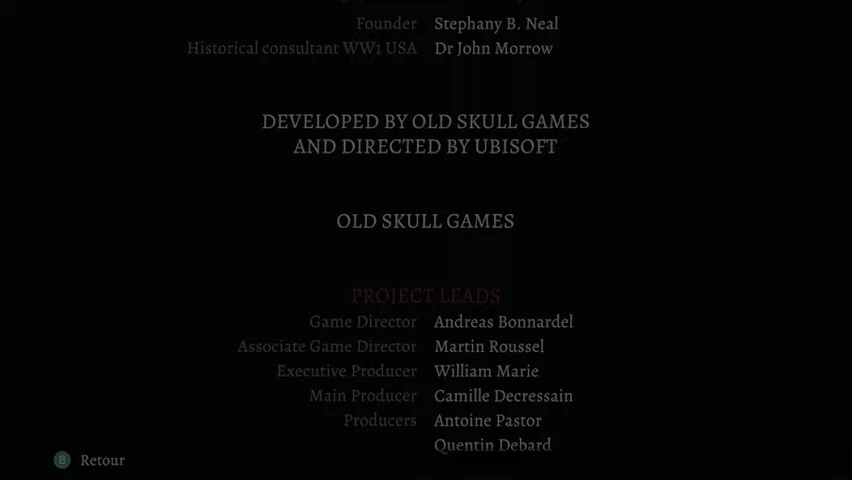 Founder Stephany B. Neal
Historical consultant WW1 USA Dr John Morrow
DEVELOPED BY OLD SKULL GAMES
AND DIRECTED BY UBISOFT
OLD SKULL GAMES
PROJECT LEADS
Game Director Andreas Bonnardel
Associate Game Director Martin Roussel
Executive Producer William Marie
Main Producer Camille Decressain
Producers Antoine Pastor
Quentin Debard
B Retour